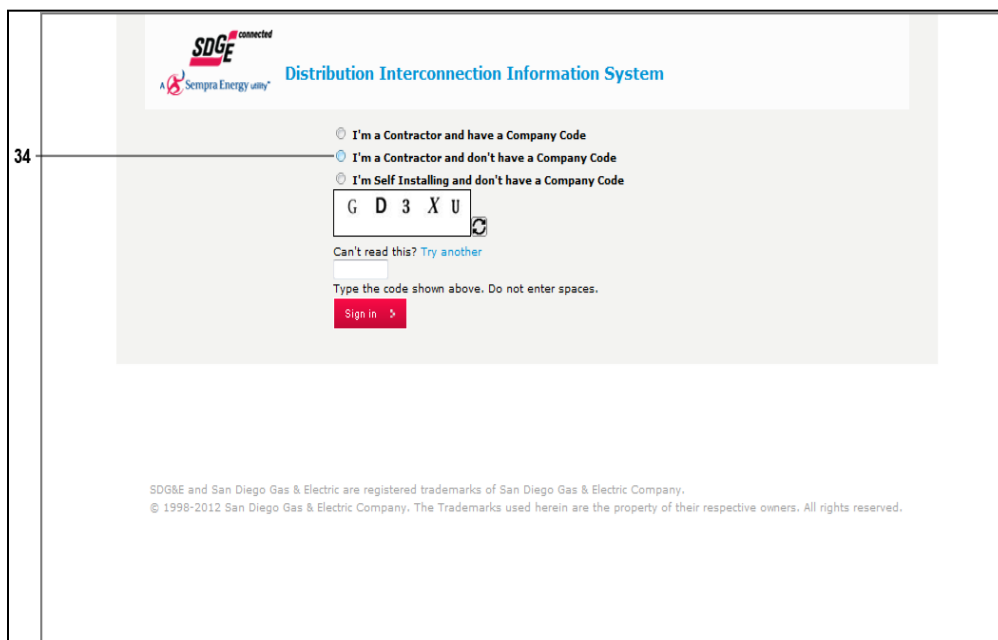 connected
SDGE
A Sempra Energy utility®
Distribution Interconnection Information System
I'm a Contractor and have a Company Code
34
I'm a Contractor and don't have a Company Code
I'm Self Installing and don't have a Company Code
G D 3 X U
Can't read this? Try another
Type the code shown above. Do not enter spaces.
Sign in
SDG&E and San Diego Gas & Electric are registered trademarks of San Diego Gas & Electric Company.
© 1998-2012 San Diego Gas & Electric Company. The Trademarks used herein are the property of their respective owners. All rights reserved.